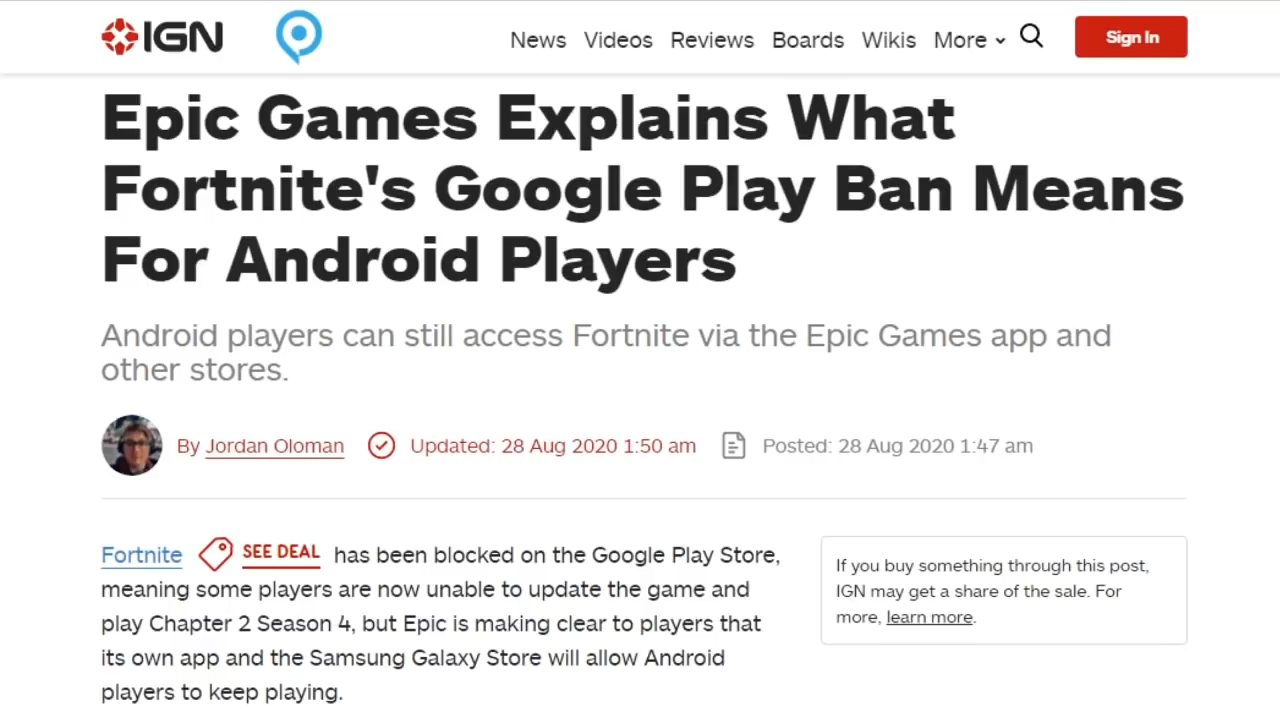 IGN
News Videos Reviews Boards Wikis More
Sign In
Epic Games Explains What
Fortnite's Google Play Ban Means
For Android Players
Android players can still access Fortnite via the Epic Games app and
other stores.
By Jordan Oloman Updated: 28 Aug 2020 1:50 am Posted: 28 Aug 2020 1:47 am
Fortnite SEE DEAL has been blocked on the Google Play Store,
meaning some players are now unable to update the game and
play Chapter 2 Season 4, but Epic is making clear to players that
its own app and the Samsung Galaxy Store will allow Android
players to keep playing.
If you buy something through this post,
IGN may get a share of the sale. For
more, learn more.